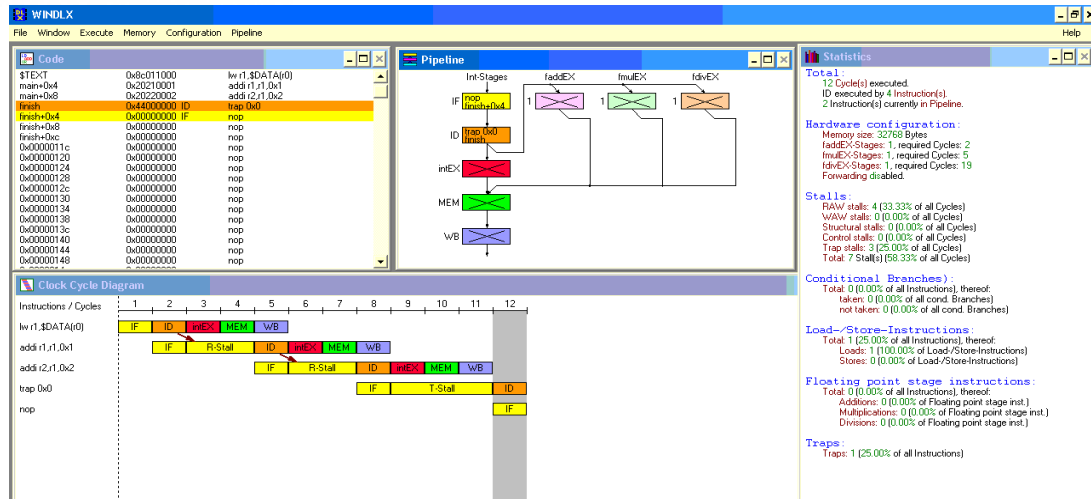 WINDLX
File Window Execute Memory Configuration Pipeline Help
Code
$TEXT 0x8c011000 lw r1,$DATA(r0)
main+0x4 0x20210001 addi r1,r1,0x1
main+0x8 0x20220002 addi r2,r1,0x2
finish 0x44000000 ID trap 0x0
finish+0x4 0x00000000 IF nop
finish+0x8 0x00000000 nop
finish+0xc 0x00000000 nop
0x0000011c 0x00000000 nop
0x00000120 0x00000000 nop
0x00000124 0x00000000 nop
0x00000128 0x00000000 nop
0x0000012c 0x00000000 nop
0x00000130 0x00000000 nop
0x00000134 0x00000000 nop
0x00000138 0x00000000 nop
0x0000013c 0x00000000 nop
0x00000140 0x00000000 nop
0x00000144 0x00000000 nop
0x00000148 0x00000000 nop
Pipeline
Int-Stages faddEX fmulEX fdivEX
IF nop 1 1 1
finish+0x4
ID trap 0x0
finish
intEX
MEM
WB
Statistics
Total:
12 Cycle(s) executed.
ID executed by 4 Instruction(s).
2 Instruction(s) currently in Pipeline.
Hardware configuration:
Memory size: 32768 Bytes
faddEX-Stages: 1, required Cycles: 2
fmulEX-Stages: 1, required Cycles: 5
fdivEX-Stages: 1, required Cycles: 19
Forwarding disabled.
Stalls:
RAW stalls: 4 (33.33% of all Cycles)
WAW stalls: 0 (0.00% of all Cycles)
Structural stalls: 0 (0.00% of all Cycles)
Control stalls: 0 (0.00% of all Cycles)
Trap stalls: 3 (25.00% of all Cycles)
Total: 7 Stall(s) (58.33% of all Cycles)
Conditional Branches):
Total: 0 (0.00% of all Instructions), thereof:
taken: 0 (0.00% of all cond. Branches)
not taken: 0 (0.00% of all cond. Branches)
Load-/Store-Instructions:
Total: 1 (25.00% of all Instructions), thereof:
Loads: 1 (100.00% of Load-/Store-Instructions)
Stores: 0 (0.00% of Load-/Store-Instructions)
Floating point stage instructions:
Total: 0 (0.00% of all Instructions), thereof:
Additions: 0 (0.00% of Floating point stage inst.)
Multiplications: 0 (0.00% of Floating point stage inst.)
Divisions: 0 (0.00% of Floating point stage inst.)
Traps:
Traps: 1 (25.00% of all Instructions)
Clock Cycle Diagram
Instructions / Cycles 1 2 3 4 5 6 7 8 9 10 11 12
lw r1,$DATA(r0) IF ID intEX MEM WB
addi r1,r1,0x1 IF R-Stall ID intEX MEM WB
addi r2,r1,0x2 IF R-Stall ID intEX MEM WB
trap 0x0 IF T-Stall ID
nop IF